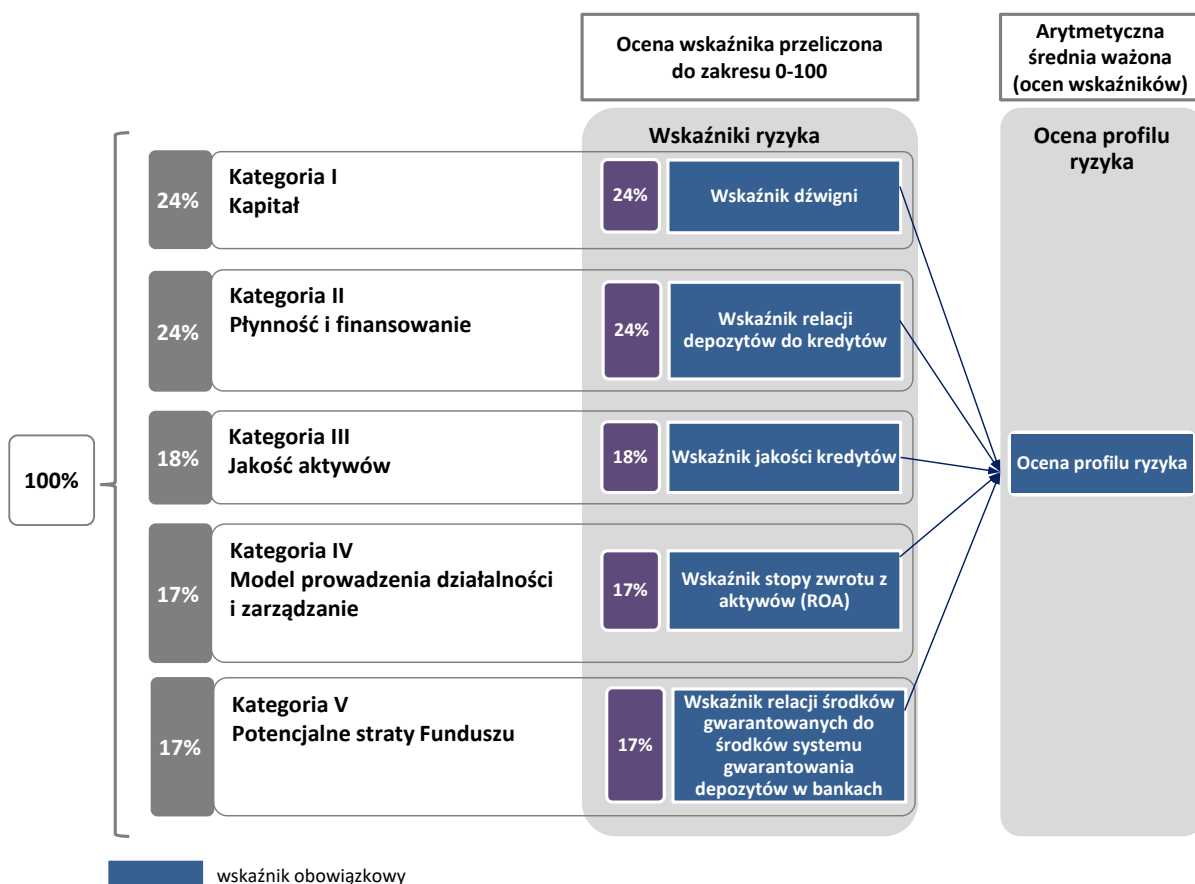 Ocena wskaźnika przeliczona
do zakresu 0-100
Arytmetyczna
średnia ważona
(ocen wskaźników)
Wskaźniki ryzyka
Ocena profilu
ryzyka
100%
24%
Kategoria I
Kapitał
24%
Wskaźnik dźwigni
24%
Kategoria II
Płynność i finansowanie
24%
Wskaźnik relacji
depozytów do kredytów
18%
Kategoria III
Jakość aktywów
18%
Wskaźnik jakości kredytów
Ocena profilu ryzyka
17%
Kategoria IV
Model prowadzenia działalności
i zarządzanie
17%
Wskaźnik stopy zwrotu z
aktywów (ROA)
17%
Kategoria V
Potencjalne straty Funduszu
17%
Wskaźnik relacji środków
gwarantowanych do
środków systemu
gwarantowania
depozytów w bankach
wskaźnik obowiązkowy